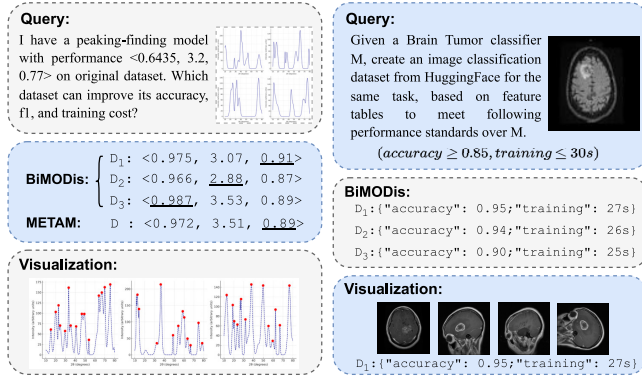 Query:
I have a peaking-finding model
with performance <0.6435, 3.2,
0.77> on original dataset. Which
dataset can improve its accuracy,
f1, and training cost?
BiMODis:
D1: <0.975, 3.07, 0.91>
D2: <0.966, 2.88, 0.87>
D3: <0.987, 3.53, 0.89>
METAM: D : <0.972, 3.51, 0.89>
Visualization:
Query:
Given a Brain Tumor classifier
M, create an image classification
dataset from HuggingFace for the
same task, based on feature
tables to meet following
performance standards over M.
(accuracy ≥ 0.85, training ≤ 30s)
BiMODis:
D1:{"accuracy": 0.95;"training": 27s}
D2:{"accuracy": 0.94;"training": 26s}
D3:{"accuracy": 0.90;"training": 25s}
Visualization:
D1:{"accuracy": 0.95;"training": 27s}